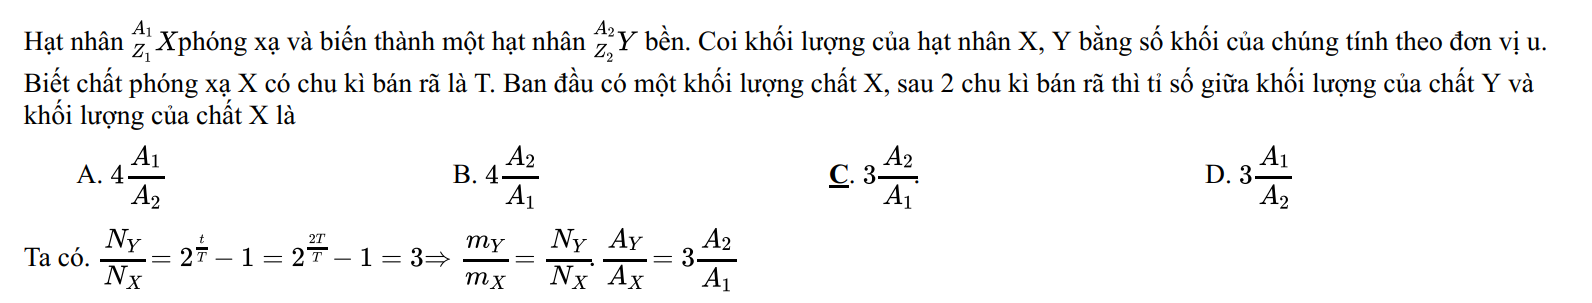 Hạt nhân $^{A_1}_{Z_1}X$phóng xạ và biến thành một hạt nhân $^{A_2}_{Z_2}Y$ bền. Coi khối lượng của hạt nhân X, Y bằng số khối của chúng tính theo đơn vị u.
Biết chất phóng xạ X có chu kì bán rã là T. Ban đầu có một khối lượng chất X, sau 2 chu kì bán rã thì tỉ số giữa khối lượng của chất Y và
khối lượng của chất X là
A. $4\frac{A_1}{A_2}$ B. $4\frac{A_2}{A_1}$ C. $3\frac{A_2}{A_1}.$ D. $3\frac{A_1}{A_2}$
Ta có. $\frac{N_Y}{N_X} = 2^{\frac{t}{T}} - 1 = 2^{\frac{2T}{T}} - 1 = 3 \Rightarrow \frac{m_Y}{m_X} = \frac{N_Y}{N_X}.\frac{A_Y}{A_X} = 3\frac{A_2}{A_1}$